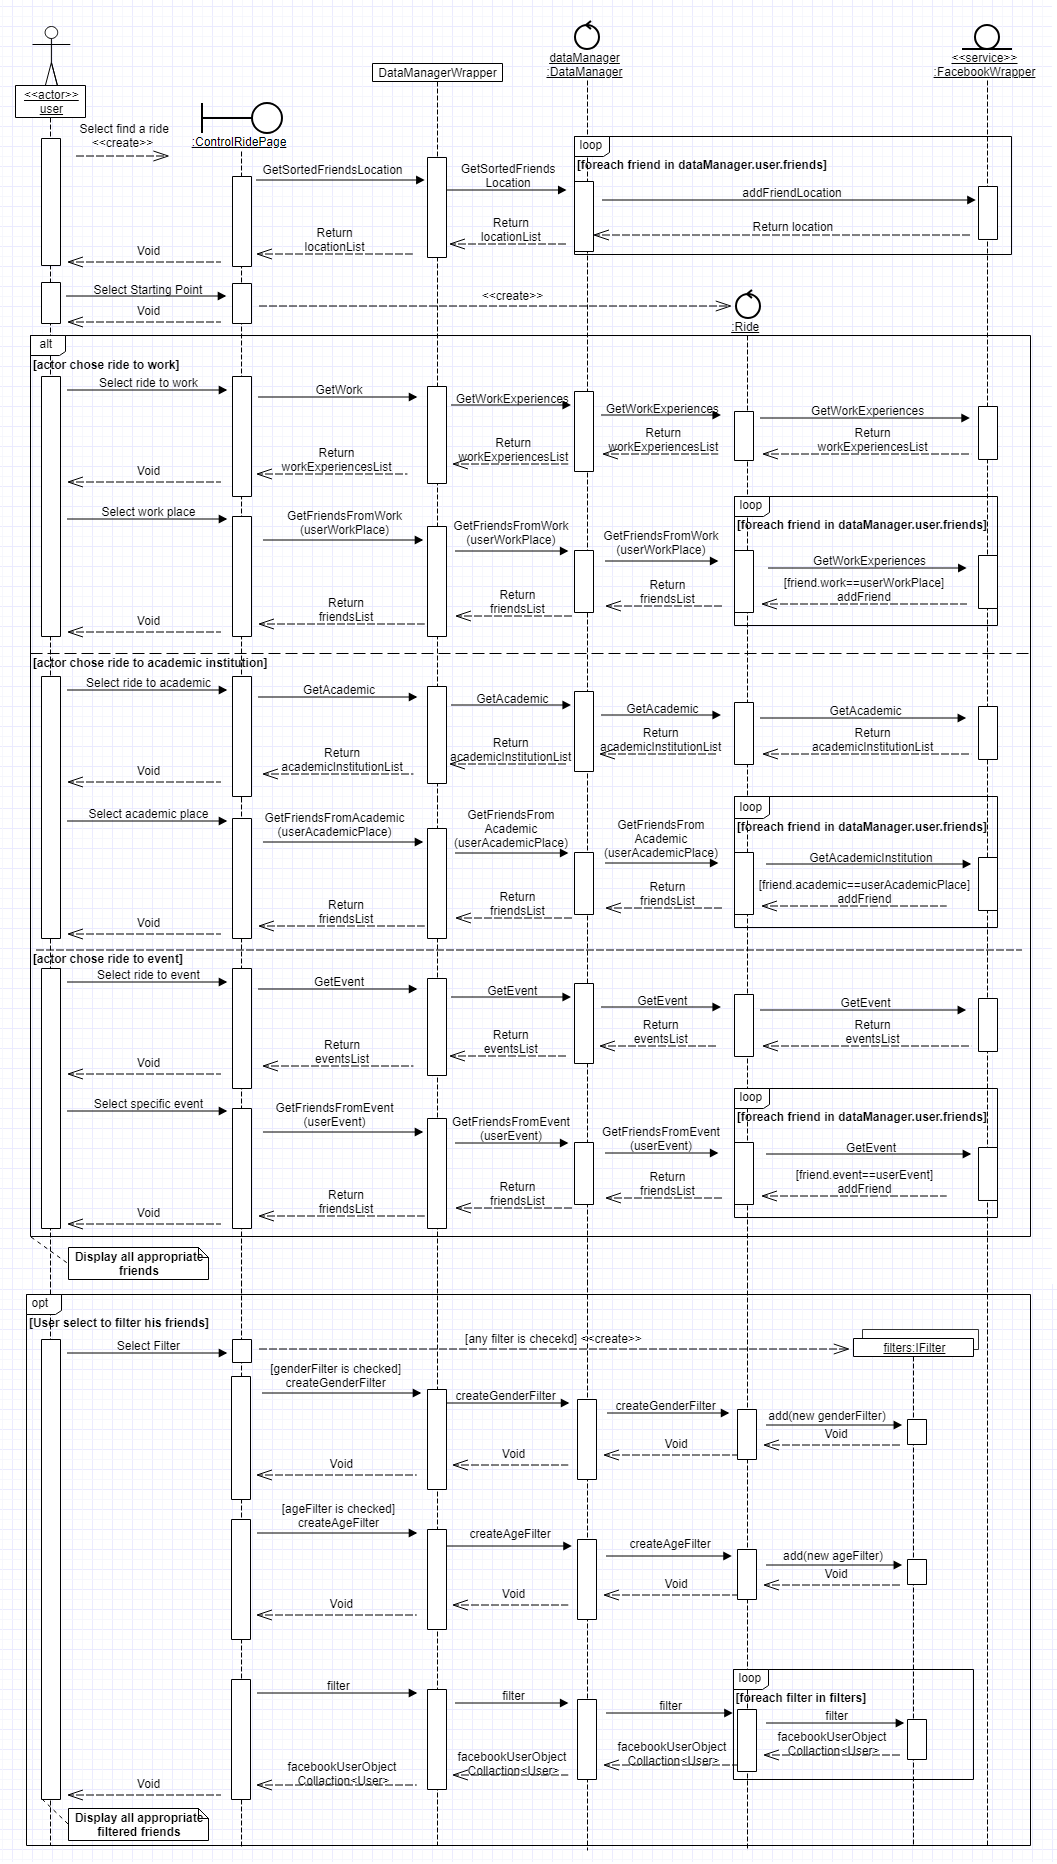 <<actor>>
user
DataManagerWrapper
dataManager
:DataManager
<<service>>
:FacebookWrapper
:ControlRidePage
Select find a ride
<<create>>
loop
[foreach friend in dataManager.user.friends]
GetSortedFriendsLocation
GetSortedFriends
Location
addFriendLocation
Return
locationList
Return
locationList
Return location
Void
Select Starting Point
<<create>>
Void
:Ride
alt
[actor chose ride to work]
Select ride to work
GetWork
GetWorkExperiences
GetWorkExperiences
GetWorkExperiences
Return
workExperiencesList
Return
workExperiencesList
Return
workExperiencesList
Return
workExperiencesList
Void
Select work place
GetFriendsFromWork
(userWorkPlace)
GetFriendsFromWork
(userWorkPlace)
GetFriendsFromWork
(userWorkPlace)
loop
[foreach friend in dataManager.user.friends]
GetWorkExperiences
[friend.work==userWorkPlace]
addFriend
Return
friendsList
Return
friendsList
Return
friendsList
Void
[actor chose ride to academic institution]
Select ride to academic
GetAcademic
GetAcademic
GetAcademic
GetAcademic
Return
academicInstitutionList
Return
academicInstitutionList
Return
academicInstitutionList
Return
academicInstitutionList
Void
Select academic place
GetFriendsFromAcademic
(userAcademicPlace)
GetFriendsFrom
Academic
(userAcademicPlace)
GetFriendsFrom
Academic
(userAcademicPlace)
loop
[foreach friend in dataManager.user.friends]
GetAcademicInstitution
[friend.academic==userAcademicPlace]
addFriend
Return
friendsList
Return
friendsList
Return
friendsList
Void
[actor chose ride to event]
Select ride to event
GetEvent
GetEvent
GetEvent
GetEvent
Return
eventsList
Return
eventsList
Return
eventsList
Return
eventsList
Void
Select specific event
GetFriendsFromEvent
(userEvent)
GetFriendsFromEvent
(userEvent)
GetFriendsFromEvent
(userEvent)
loop
[foreach friend in dataManager.user.friends]
GetEvent
[friend.event==userEvent]
addFriend
Return
friendsList
Return
friendsList
Return
friendsList
Void
Display all appropriate
friends
opt
[User select to filter his friends]
Select Filter
[any filter is checekd] <<create>>
filters:IFilter
[genderFilter is checked]
createGenderFilter
createGenderFilter
createGenderFilter
add(new genderFilter)
Void
Void
Void
Void
[ageFilter is checked]
createAgeFilter
createAgeFilter
createAgeFilter
add(new ageFilter)
Void
Void
Void
Void
loop
[foreach filter in filters]
filter
filter
filter
filter
facebookUserObject
Collaction<User>
facebookUserObject
Collaction<User>
facebookUserObject
Collaction<User>
facebookUserObject
Collaction<User>
Void
Display all appropriate
filtered friends